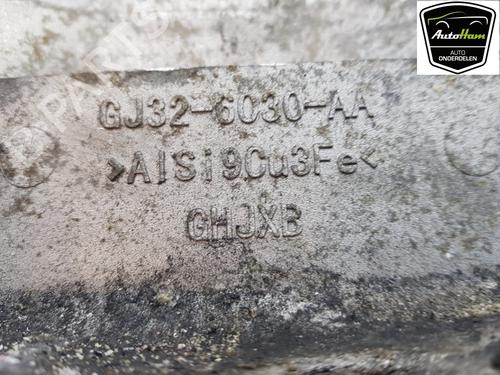 AutoHam
AUTO
ONDERDELEN
GJ32-6030-AA
>AlSi9Cu3Fe<
GHJXB